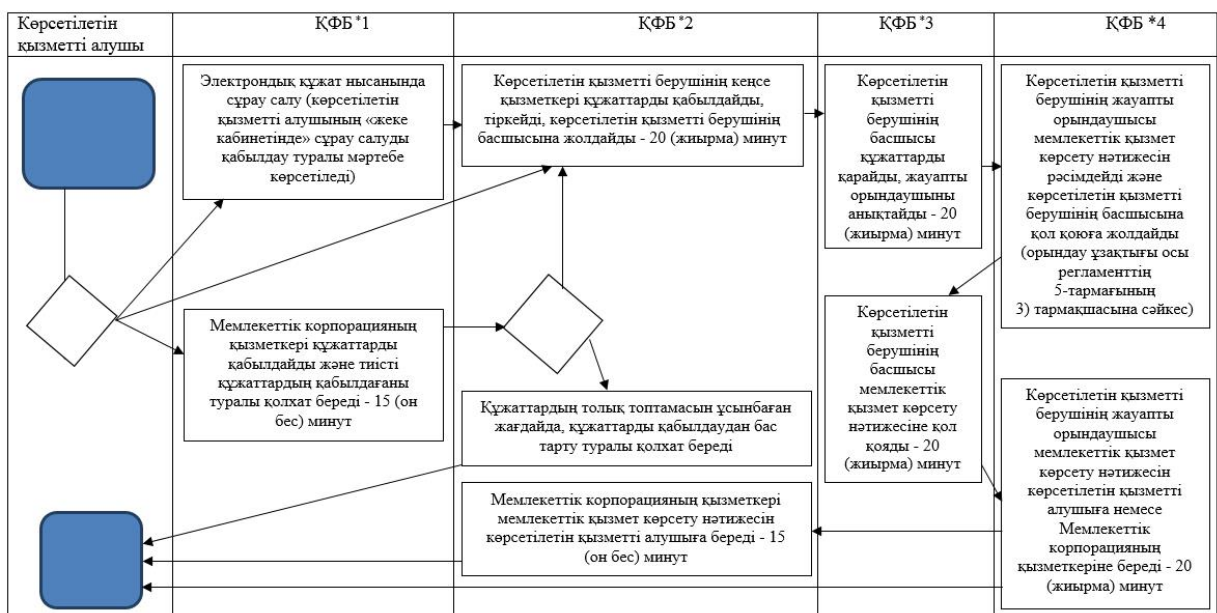 Көрсетілетін
қызметті алушы
ҚФБ*1
ҚФБ*2
ҚФБ*3
ҚФБ *4
Электрондық құжат нысанында
сұрау салу (көрсетілетін
қызметті алушының «жеке
кабинетінде» сұрау салуды
қабылдау туралы мәртебе
көрсетіледі)
Мемлекеттік корпорацияның
қызметкері құжаттарды
қабылдайды және тиісті
құжаттардың қабылдағаны
туралы қолхат береді - 15 (он
бес) минут
Көрсетілетін қызметті берушінің кеңсе
қызметкері құжаттарды қабылдайды,
тіркейді, көрсетілетін қызметті берушінің
басшысына жолдайды - 20 (жиырма) минут
Құжаттардың толық топтамасын ұсынбаған
жағдайда, құжаттарды қабылдаудан бас
тарту туралы қолхат береді
Мемлекеттік корпорацияның қызметкері
мемлекеттік қызмет көрсету нәтижесін
көрсетілетін қызметті алушыға береді - 15
(он бес) минут
Көрсетілетін
қызметті
берушінің
басшысы
құжаттарды
қарайды, жауапты
орындаушыны
анықтайды - 20
(жиырма) минут
Көрсетілетін
қызметті
берушінің
басшысы
мемлекеттік
қызмет көрсету
нәтижесіне қол
қояды - 20
(жиырма) минут
Көрсетілетін қызметті
берушінің жауапты
орындаушысы
мемлекеттік қызмет
көрсету нәтижесін
рәсімдейді және
көрсетілетін қызметті
берушінің басшысына
қол қоюға жолдайды
(орындау ұзақтығы осы
регламенттің
5-тармағының
3) тармақшасына сәйкес)
Көрсетілетін қызметті
берушінің жауапты
орындаушысы
мемлекеттік қызмет
көрсету нәтижесін
көрсетілетін қызметті
алушыға немесе
Мемлекеттік
корпорацияның
қызметкеріне береді - 20
(жиырма) минут